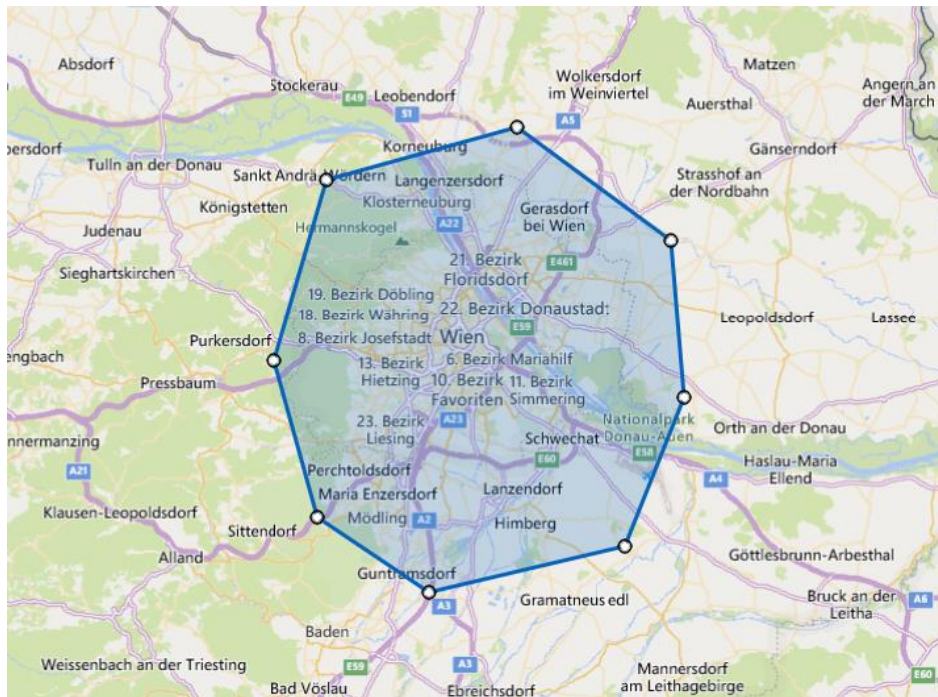 Absdorf
Stockerau
Wolkersdorf
im Weinviertel
Matzen
Angern an
der March
E49
Leobendorf
S1
A5
Auersthal
Korneuburg
Gänserndorf
Tulln an der Donau
Sankt Andrä-Wördern
Langenzersdorf
Strasshof an
der Nordbahn
Königstetten
Klosterneuburg
Gerasdorf
bei Wien
Judenau
Hermannskogel
A22
Sieghartskirchen
21. Bezirk
Floridsdorf
E461
19. Bezirk Döbling
18. Bezirk Währing
22. Bezirk Donaustadt
Leopoldsdorf
Lassee
E59
Purkersdorf
8. Bezirk Josefstadt
Wien
Pressbaum
13. Bezirk
Hietzing
6. Bezirk Mariahilf
10. Bezirk
Favoriten
11. Bezirk
Simmering
23. Bezirk
Liesing
A23
Nationalpark
Donau-Auen
Orth an der Donau
Schwechat
E58
E60
A21
Perchtoldsdorf
Haslau-Maria
Ellend
A4
Maria Enzersdorf
Lanzendorf
Klausen-Leopoldsdorf
Mödling
A2
Himberg
Sittendorf
Alland
Göttlesbrunn-Arbesthal
Guntramsdorf
Gramatneusiedl
Bruck an der
Leitha
A6
A3
Baden
Weissenbach an der Triesting
E59
A3
Mannersdorf
am Leithagebirge
E60
Bad Vöslau
Ebreichsdorf